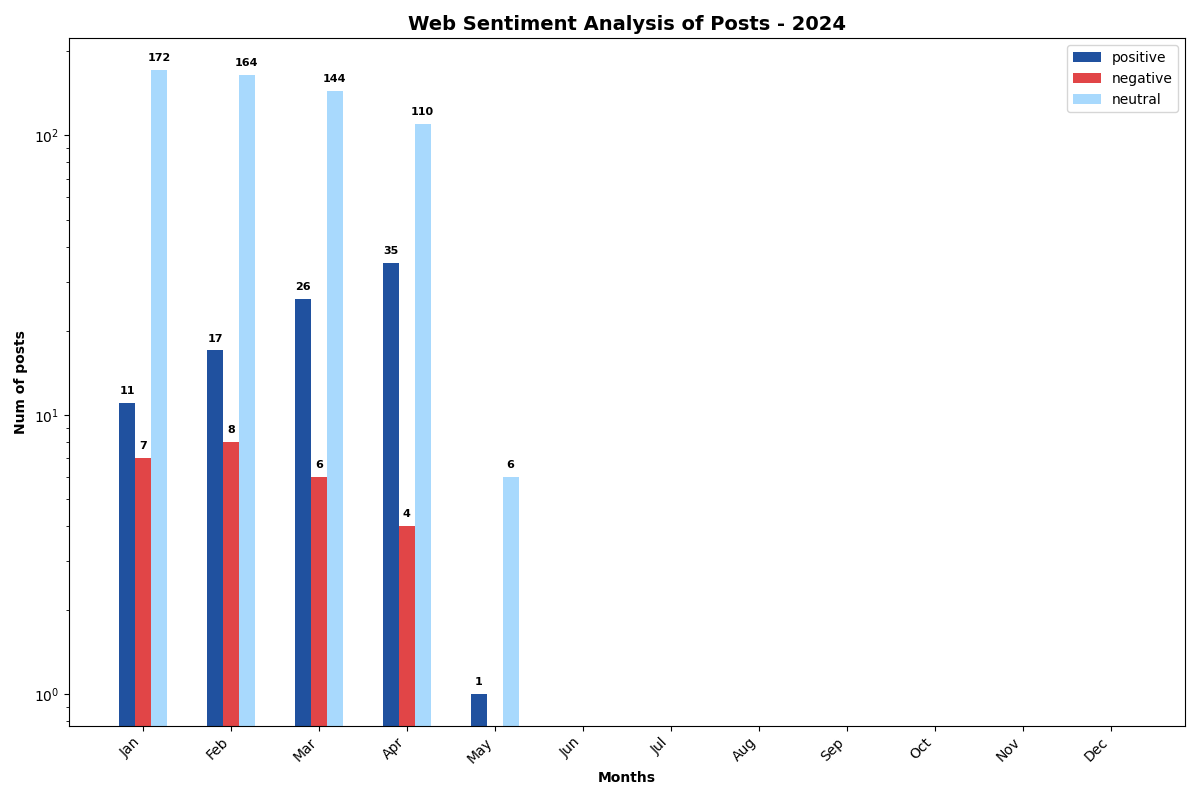 Web Sentiment Analysis of Posts - 2024
positive
negative
neutral
Num of posts
10²
10¹
10⁰
11 7 172
17 8 164
26 6 144
35 4 110
1 6
Jan Feb Mar Apr May Jun Jul Aug Sep Oct Nov Dec
Months